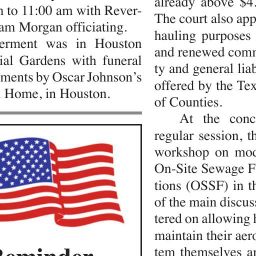 n to 11:00 am with Rever-
am Morgan officiating.
erment was in Houston
ial Gardens with funeral
ments by Oscar Johnson's
Home, in Houston.
Reminder
already above $4.
The court also app
hauling purposes
and renewed comm
ty and general liab
offered by the Tex
of Counties.
At the conc
regular session, th
workshop on mod
On-Site Sewage F
tions (OSSF) in th
of the main discuss
tered on allowing h
maintain their aero
tem themselves an